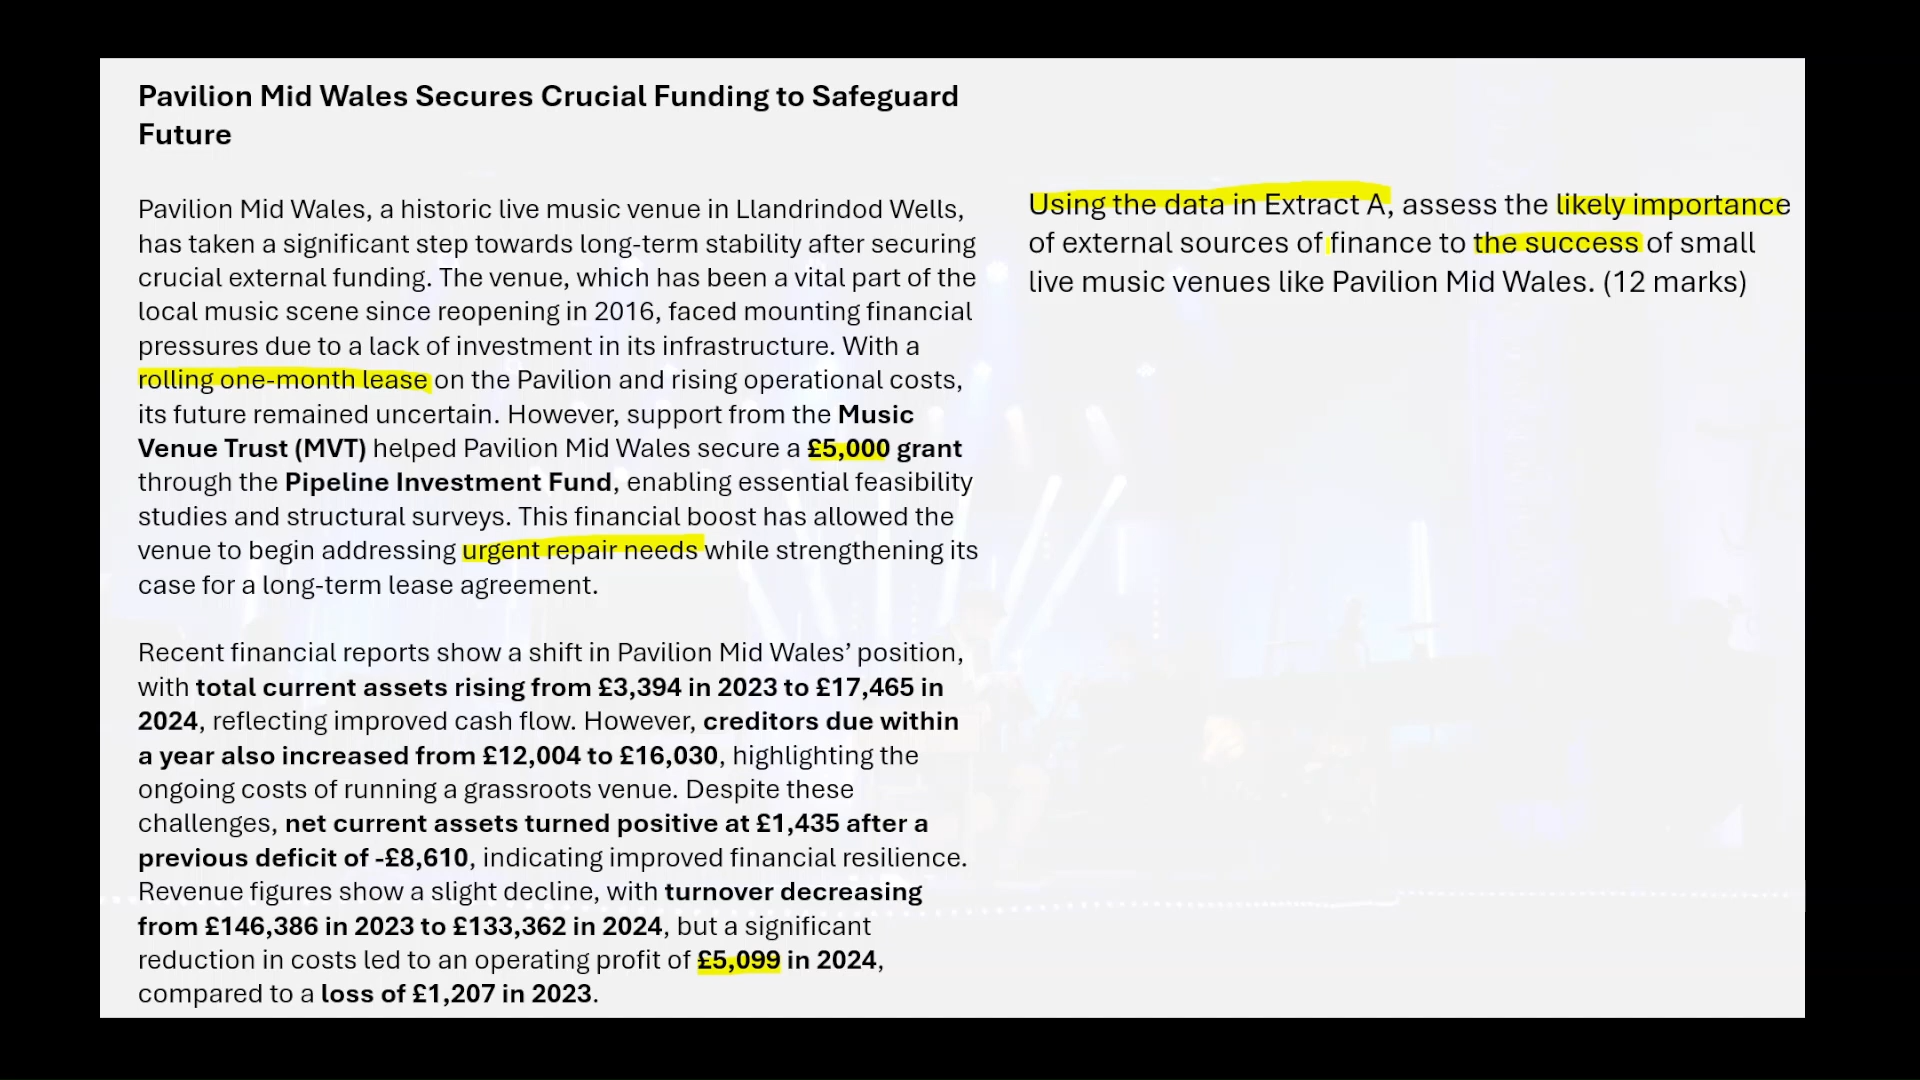 Pavilion Mid Wales Secures Crucial Funding to Safeguard
Future
Pavilion Mid Wales, a historic live music venue in Llandrindod Wells,
has taken a significant step towards long-term stability after securing
crucial external funding. The venue, which has been a vital part of the
local music scene since reopening in 2016, faced mounting financial
pressures due to a lack of investment in its infrastructure. With a
rolling one-month lease on the Pavilion and rising operational costs,
its future remained uncertain. However, support from the Music
Venue Trust (MVT) helped Pavilion Mid Wales secure a £5,000 grant
through the Pipeline Investment Fund, enabling essential feasibility
studies and structural surveys. This financial boost has allowed the
venue to begin addressing urgent repair needs while strengthening its
case for a long-term lease agreement.
Recent financial reports show a shift in Pavilion Mid Wales’ position,
with total current assets rising from £3,394 in 2023 to £17,465 in
2024, reflecting improved cash flow. However, creditors due within
a year also increased from £12,004 to £16,030, highlighting the
ongoing costs of running a grassroots venue. Despite these
challenges, net current assets turned positive at £1,435 after a
previous deficit of -£8,610, indicating improved financial resilience.
Revenue figures show a slight decline, with turnover decreasing
from £146,386 in 2023 to £133,362 in 2024, but a significant
reduction in costs led to an operating profit of £5,099 in 2024,
compared to a loss of £1,207 in 2023.
Using the data in Extract A, assess the likely importance
of external sources of finance to the success of small
live music venues like Pavilion Mid Wales. (12 marks)